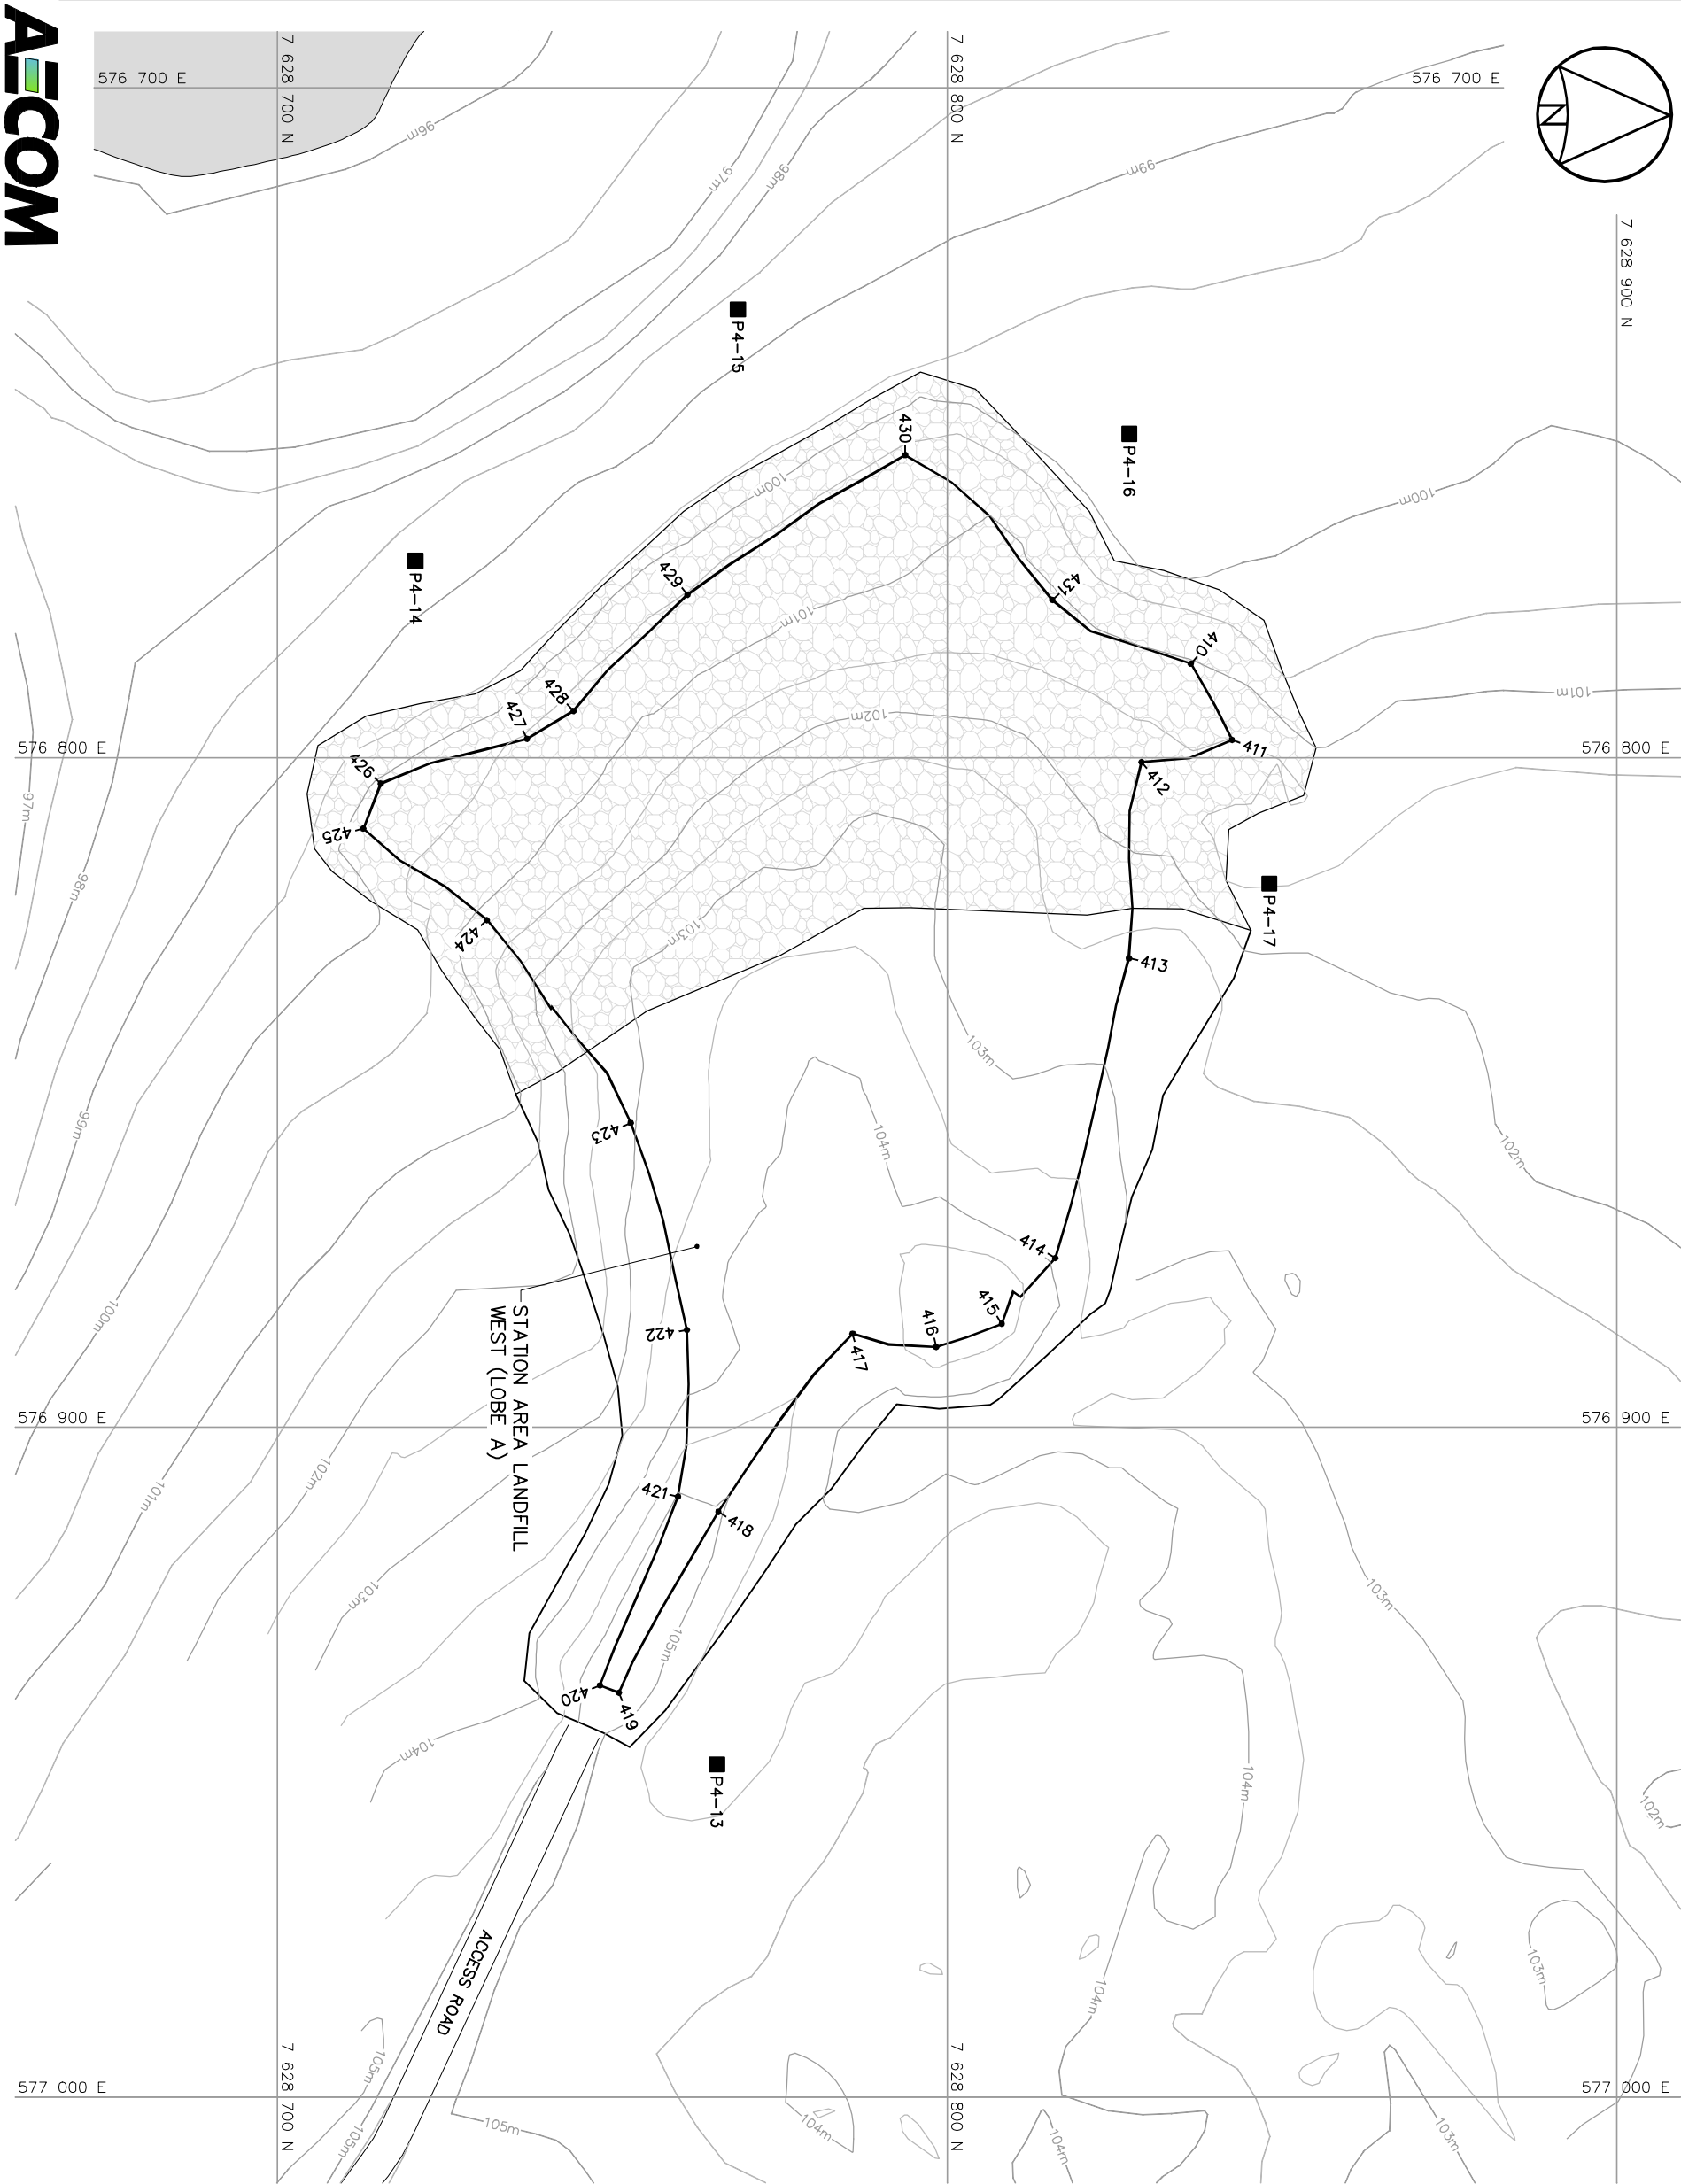 AECOM
7 628 700 N
7 628 800 N
576 700 E
576 700 E
N
7 628 900 N
96m
97m
98m
99m
P4-15
P4-16
430
100m
100m
P4-14
429
431
101m
410
101m
428
427
102m
411
576 800 E
576 800 E
426
412
97m
425
98m
P4-17
424
103m
413
103m
99m
423
104m
102m
414
100m
415
STATION AREA LANDFILL
WEST (LOBE A)
416
422
417
576 900 E
576 900 E
102m
101m
421
418
103m
103m
105m
420
419
104m
P4-13
104m
102m
ACCESS ROAD
103m
104m
105m
7 628 700 N
7 628 800 N
577 000 E
577 000 E
105m
105m
104m
104m
103m